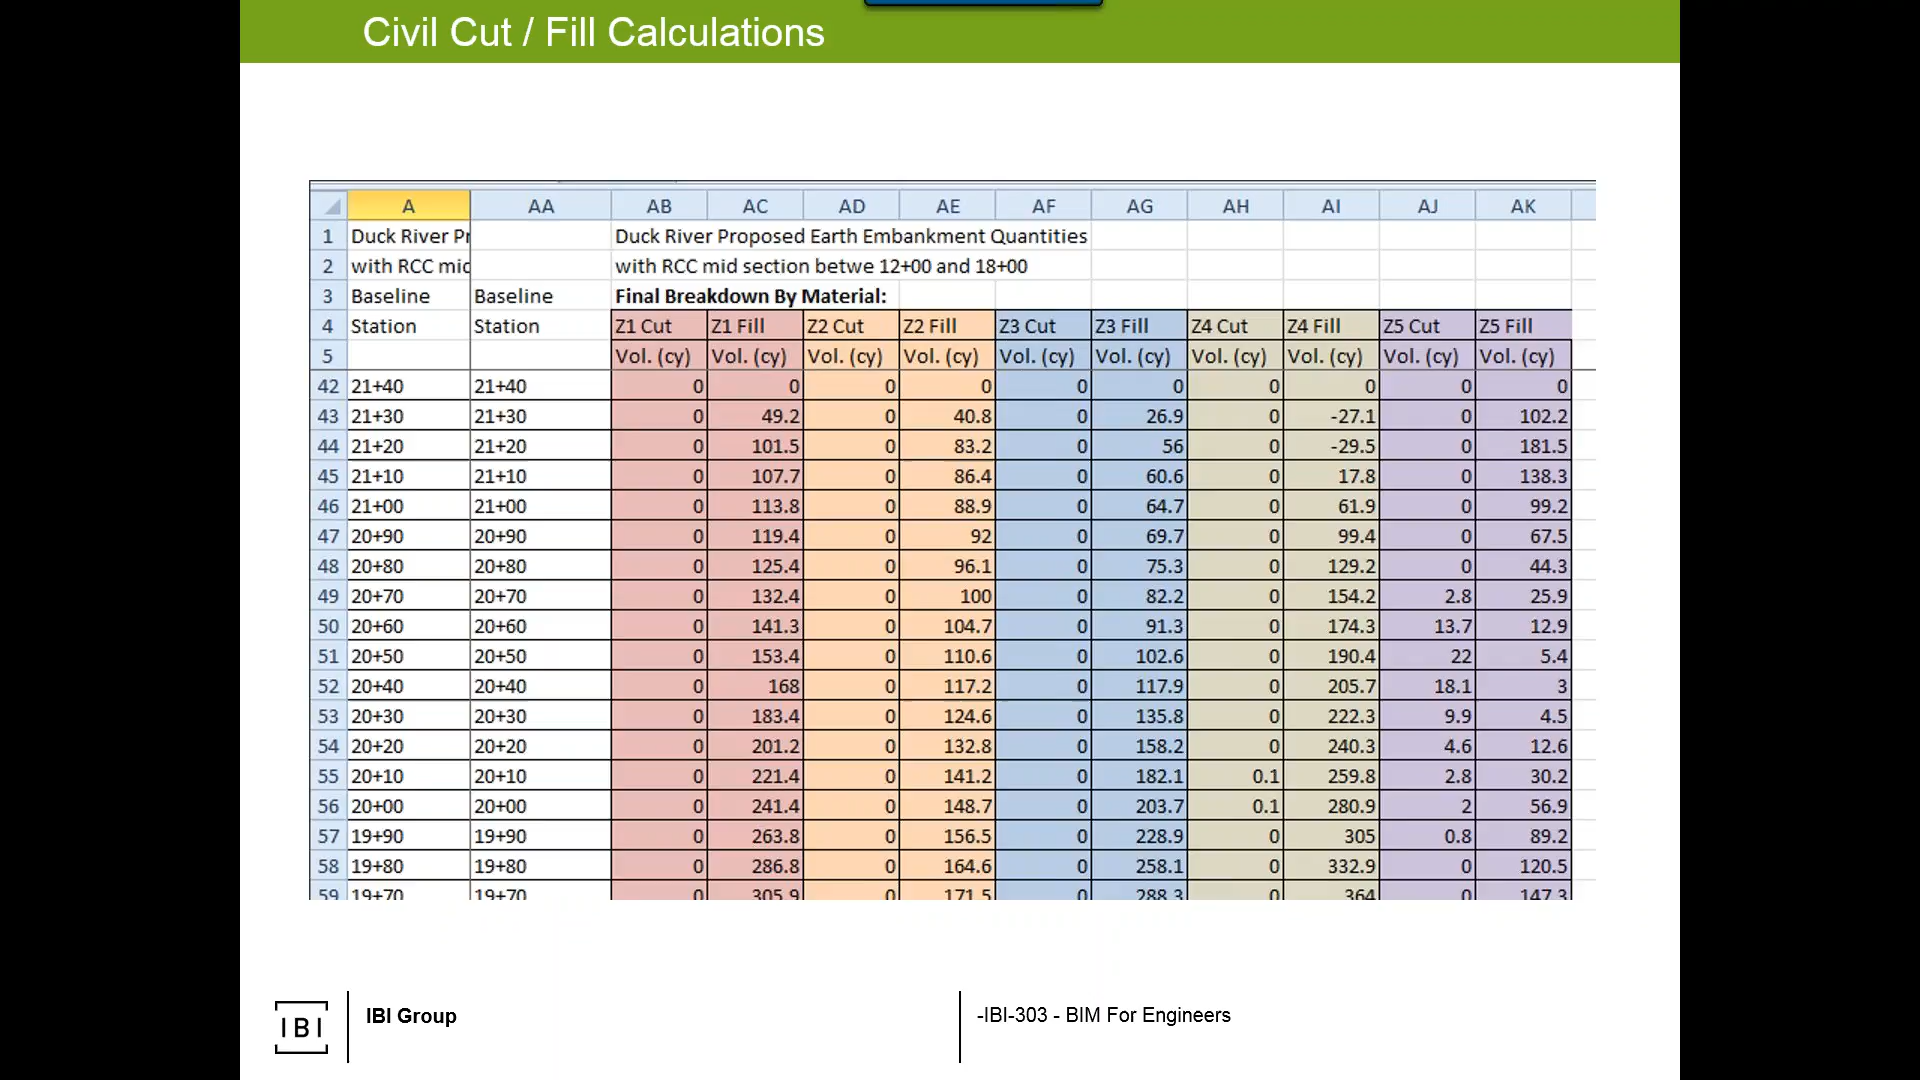 Civil Cut / Fill Calculations
A AA AB AC AD AE AF AG AH AI AJ AK
1 Duck River Pr Duck River Proposed Earth Embankment Quantities
2 with RCC mid with RCC mid section betwe 12+00 and 18+00
3 Baseline Baseline Final Breakdown By Material:
4 Station Station Z1 Cut Z1 Fill Z2 Cut Z2 Fill Z3 Cut Z3 Fill Z4 Cut Z4 Fill Z5 Cut Z5 Fill
5 Vol. (cy) Vol. (cy) Vol. (cy) Vol. (cy) Vol. (cy) Vol. (cy) Vol. (cy) Vol. (cy) Vol. (cy) Vol. (cy)
42 21+40 21+40 0 0 0 0 0 0 0 0 0 0
43 21+30 21+30 0 49.2 0 40.8 0 26.9 0 -27.1 0 102.2
44 21+20 21+20 0 101.5 0 83.2 0 56 0 -29.5 0 181.5
45 21+10 21+10 0 107.7 0 86.4 0 60.6 0 17.8 0 138.3
46 21+00 21+00 0 113.8 0 88.9 0 64.7 0 61.9 0 99.2
47 20+90 20+90 0 119.4 0 92 0 69.7 0 99.4 0 67.5
48 20+80 20+80 0 125.4 0 96.1 0 75.3 0 129.2 0 44.3
49 20+70 20+70 0 132.4 0 100 0 82.2 0 154.2 2.8 25.9
50 20+60 20+60 0 141.3 0 104.7 0 91.3 0 174.3 13.7 12.9
51 20+50 20+50 0 153.4 0 110.6 0 102.6 0 190.4 22 5.4
52 20+40 20+40 0 168 0 117.2 0 117.9 0 205.7 18.1 3
53 20+30 20+30 0 183.4 0 124.6 0 135.8 0 222.3 9.9 4.5
54 20+20 20+20 0 201.2 0 132.8 0 158.2 0 240.3 4.6 12.6
55 20+10 20+10 0 221.4 0 141.2 0 182.1 0.1 259.8 2.8 30.2
56 20+00 20+00 0 241.4 0 148.7 0 203.7 0.1 280.9 2 56.9
57 19+90 19+90 0 263.8 0 156.5 0 228.9 0 305 0.8 89.2
58 19+80 19+80 0 286.8 0 164.6 0 258.1 0 332.9 0 120.5
59 19+70 19+70 0 305.9 0 171.5 0 288.3 0 364 0 147.3
IBI IBI Group -IBI-303 - BIM For Engineers